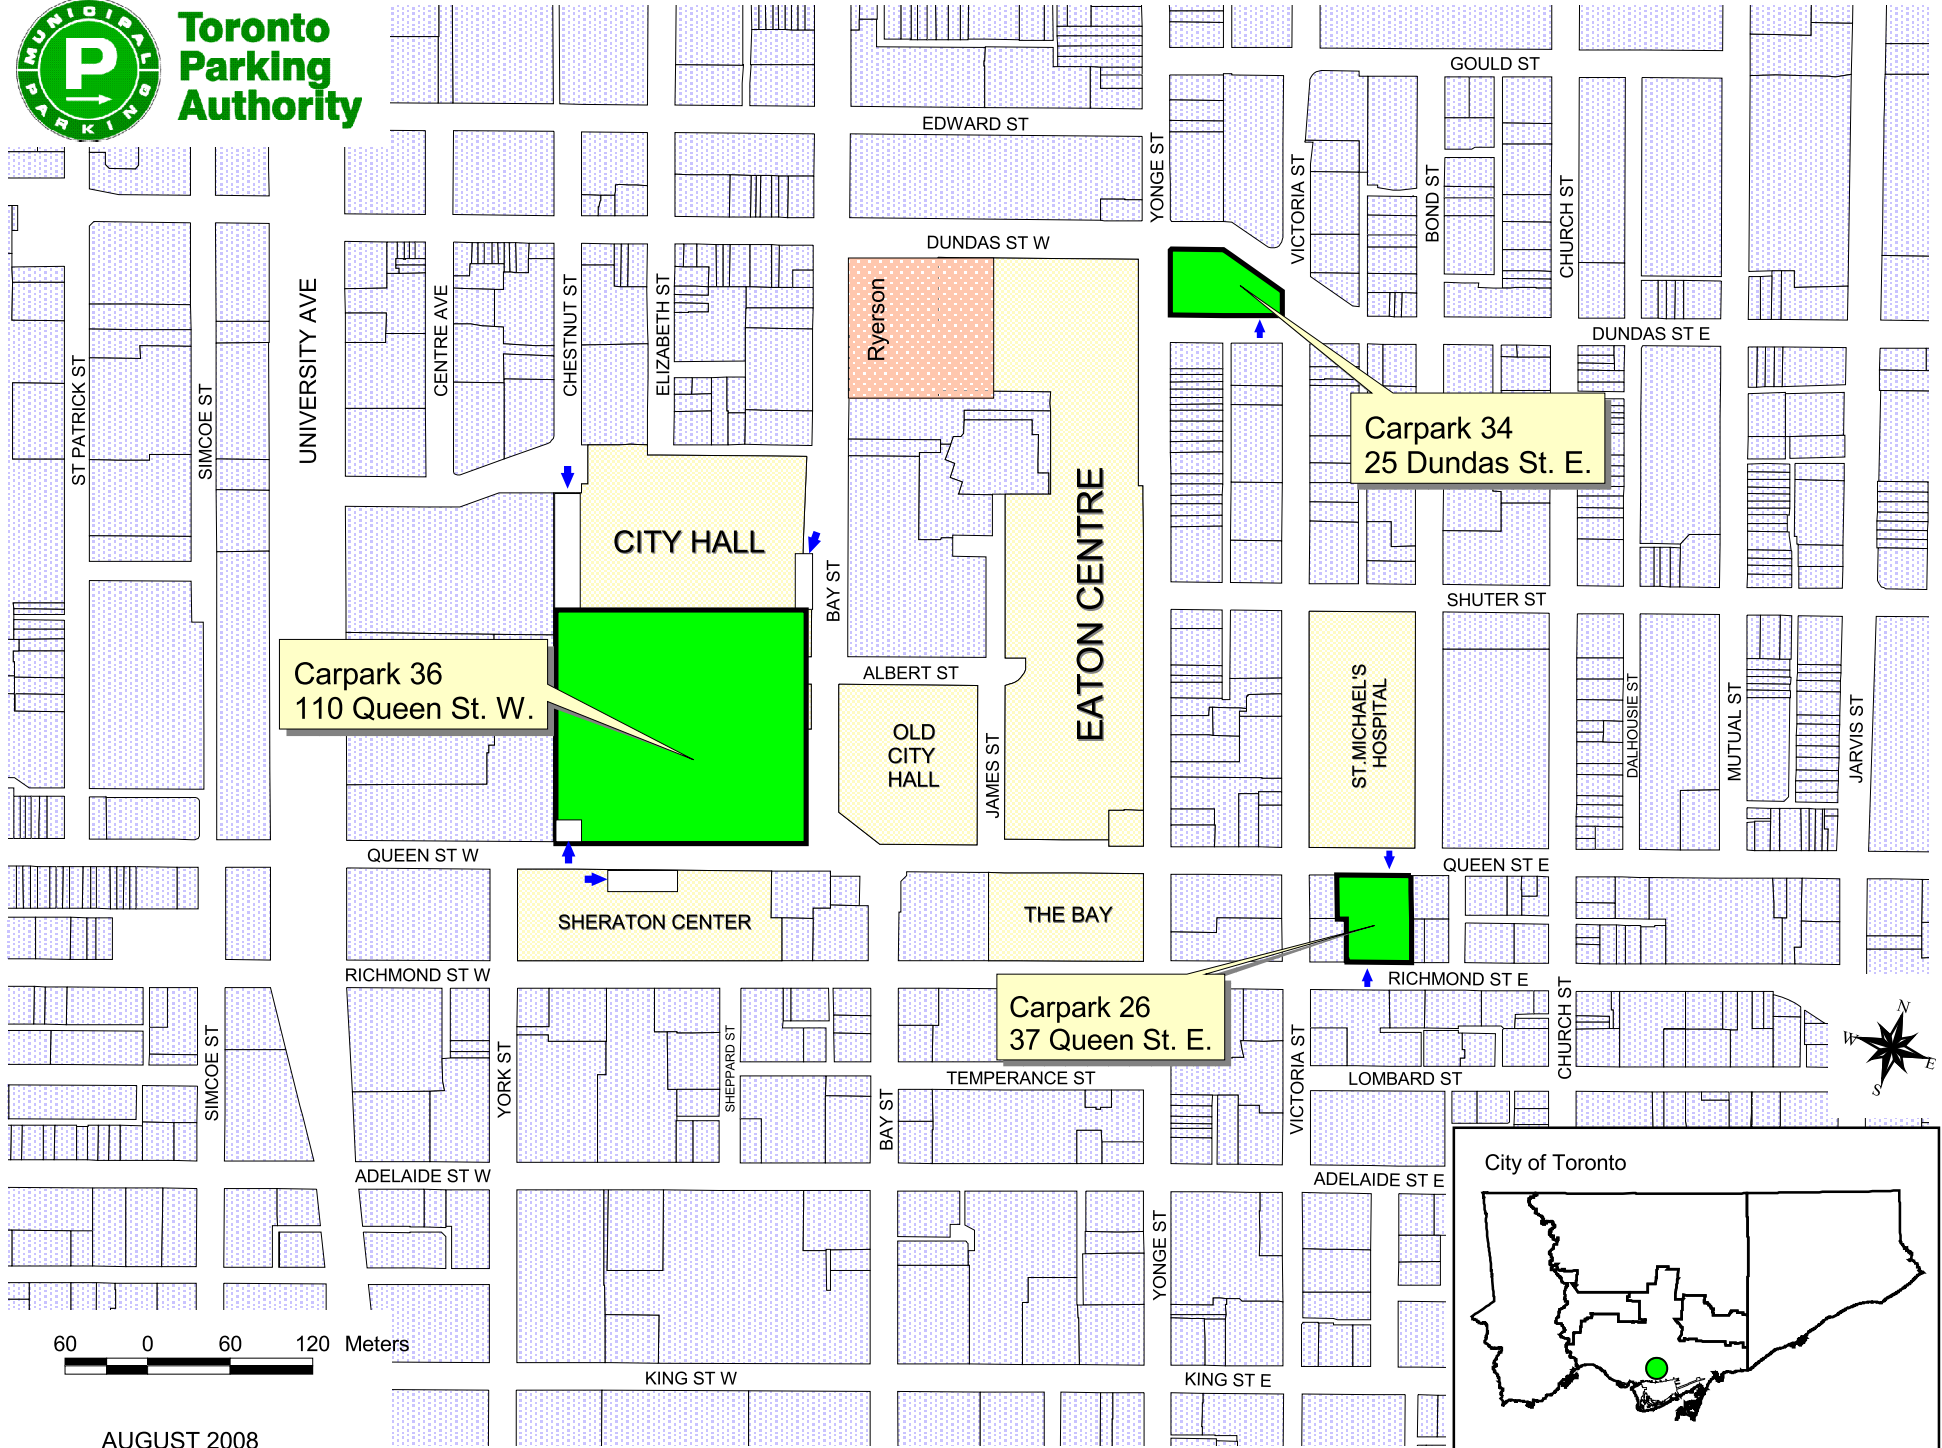 MUNICIPAL
PARKING
P
Toronto
Parking
Authority
GOULD ST
EDWARD ST
YONGE ST
VICTORIA ST
BOND ST
CHURCH ST
DUNDAS ST W
UNIVERSITY AVE
CENTRE AVE
CHESTNUT ST
ELIZABETH ST
Ryerson
DUNDAS ST E
ST PATRICK ST
SIMCOE ST
Carpark 34
25 Dundas St. E.
CITY HALL
BAY ST
EATON CENTRE
SHUTER ST
Carpark 36
110 Queen St. W.
ALBERT ST
OLD
CITY
HALL
JAMES ST
ST.MICHAEL'S
HOSPITAL
DALHOUSIE ST
MUTUAL ST
JARVIS ST
QUEEN ST W
QUEEN ST E
SHERATON CENTER
THE BAY
RICHMOND ST W
RICHMOND ST E
Carpark 26
37 Queen St. E.
SIMCOE ST
YORK ST
SHEPPARD ST
BAY ST
TEMPERANCE ST
VICTORIA ST
LOMBARD ST
CHURCH ST
N
W
E
S
ADELAIDE ST W
ADELAIDE ST E
YONGE ST
City of Toronto
60 0 60 120 Meters
KING ST W
KING ST E
AUGUST 2008